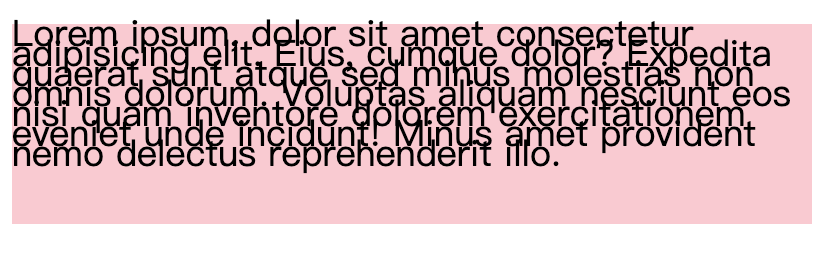 Lorem ipsum, dolor sit amet consectetur
adipisicing elit. Eius, cumque dolor? Expedita
quaerat sunt atque sed minus molestias non
omnis dolorum. Voluptas aliquam nesciunt eos
nisi quam inventore dolorem exercitationem
eveniet unde incidunt! Minus amet provident
nemo delectus reprehenderit illo.